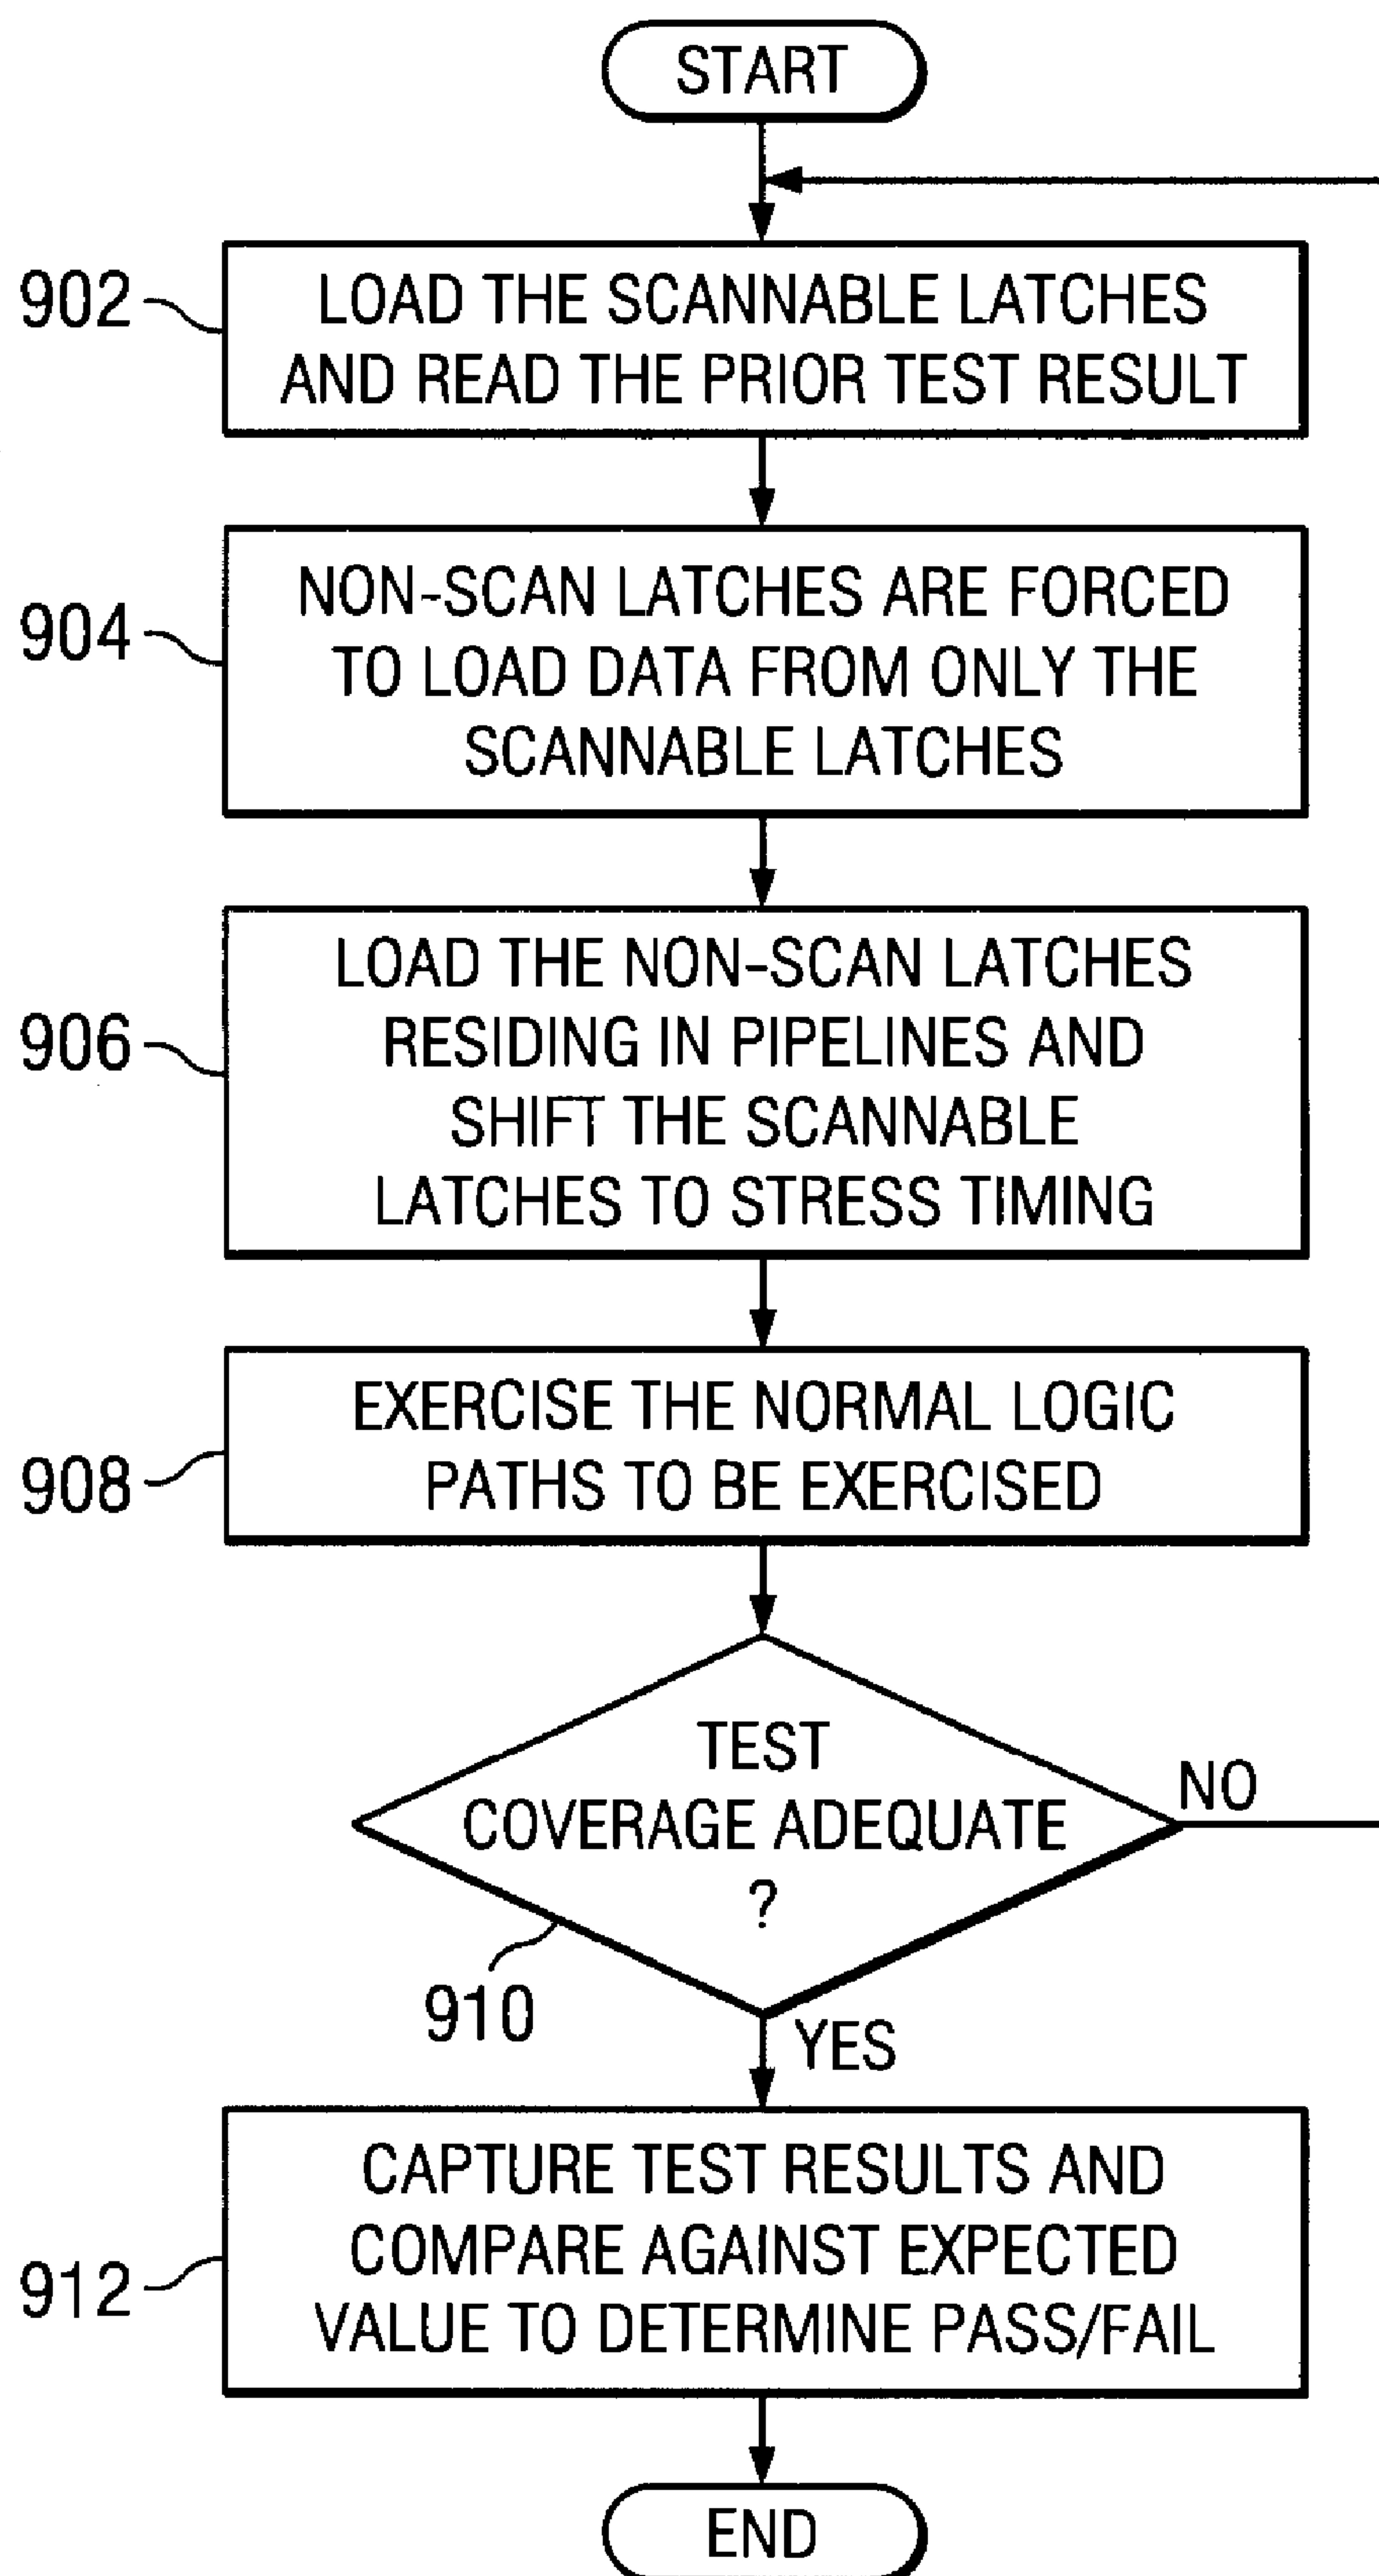 START
902
LOAD THE SCANNABLE LATCHES
AND READ THE PRIOR TEST RESULT
904
NON-SCAN LATCHES ARE FORCED
TO LOAD DATA FROM ONLY THE
SCANNABLE LATCHES
906
LOAD THE NON-SCAN LATCHES
RESIDING IN PIPELINES AND
SHIFT THE SCANNABLE
LATCHES TO STRESS TIMING
908
EXERCISE THE NORMAL LOGIC
PATHS TO BE EXERCISED
TEST
COVERAGE ADEQUATE
?
NO
910
YES
912
CAPTURE TEST RESULTS AND
COMPARE AGAINST EXPECTED
VALUE TO DETERMINE PASS/FAIL
END